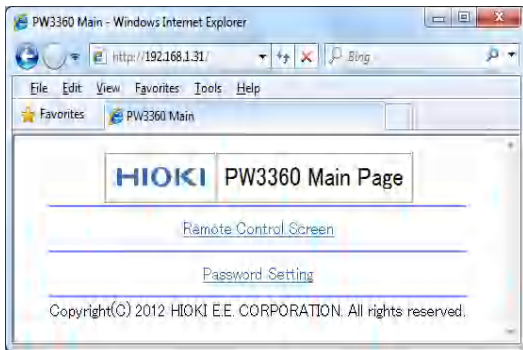 PW3360 Main - Windows Internet Explorer
http://192.168.1.31/ Bing
File Edit View Favorites Tools Help
Favorites PW3360 Main
HIOKI PW3360 Main Page
Remote Control Screen
Password Setting
Copyright(C) 2012 HIOKI E.E. CORPORATION. All rights reserved.